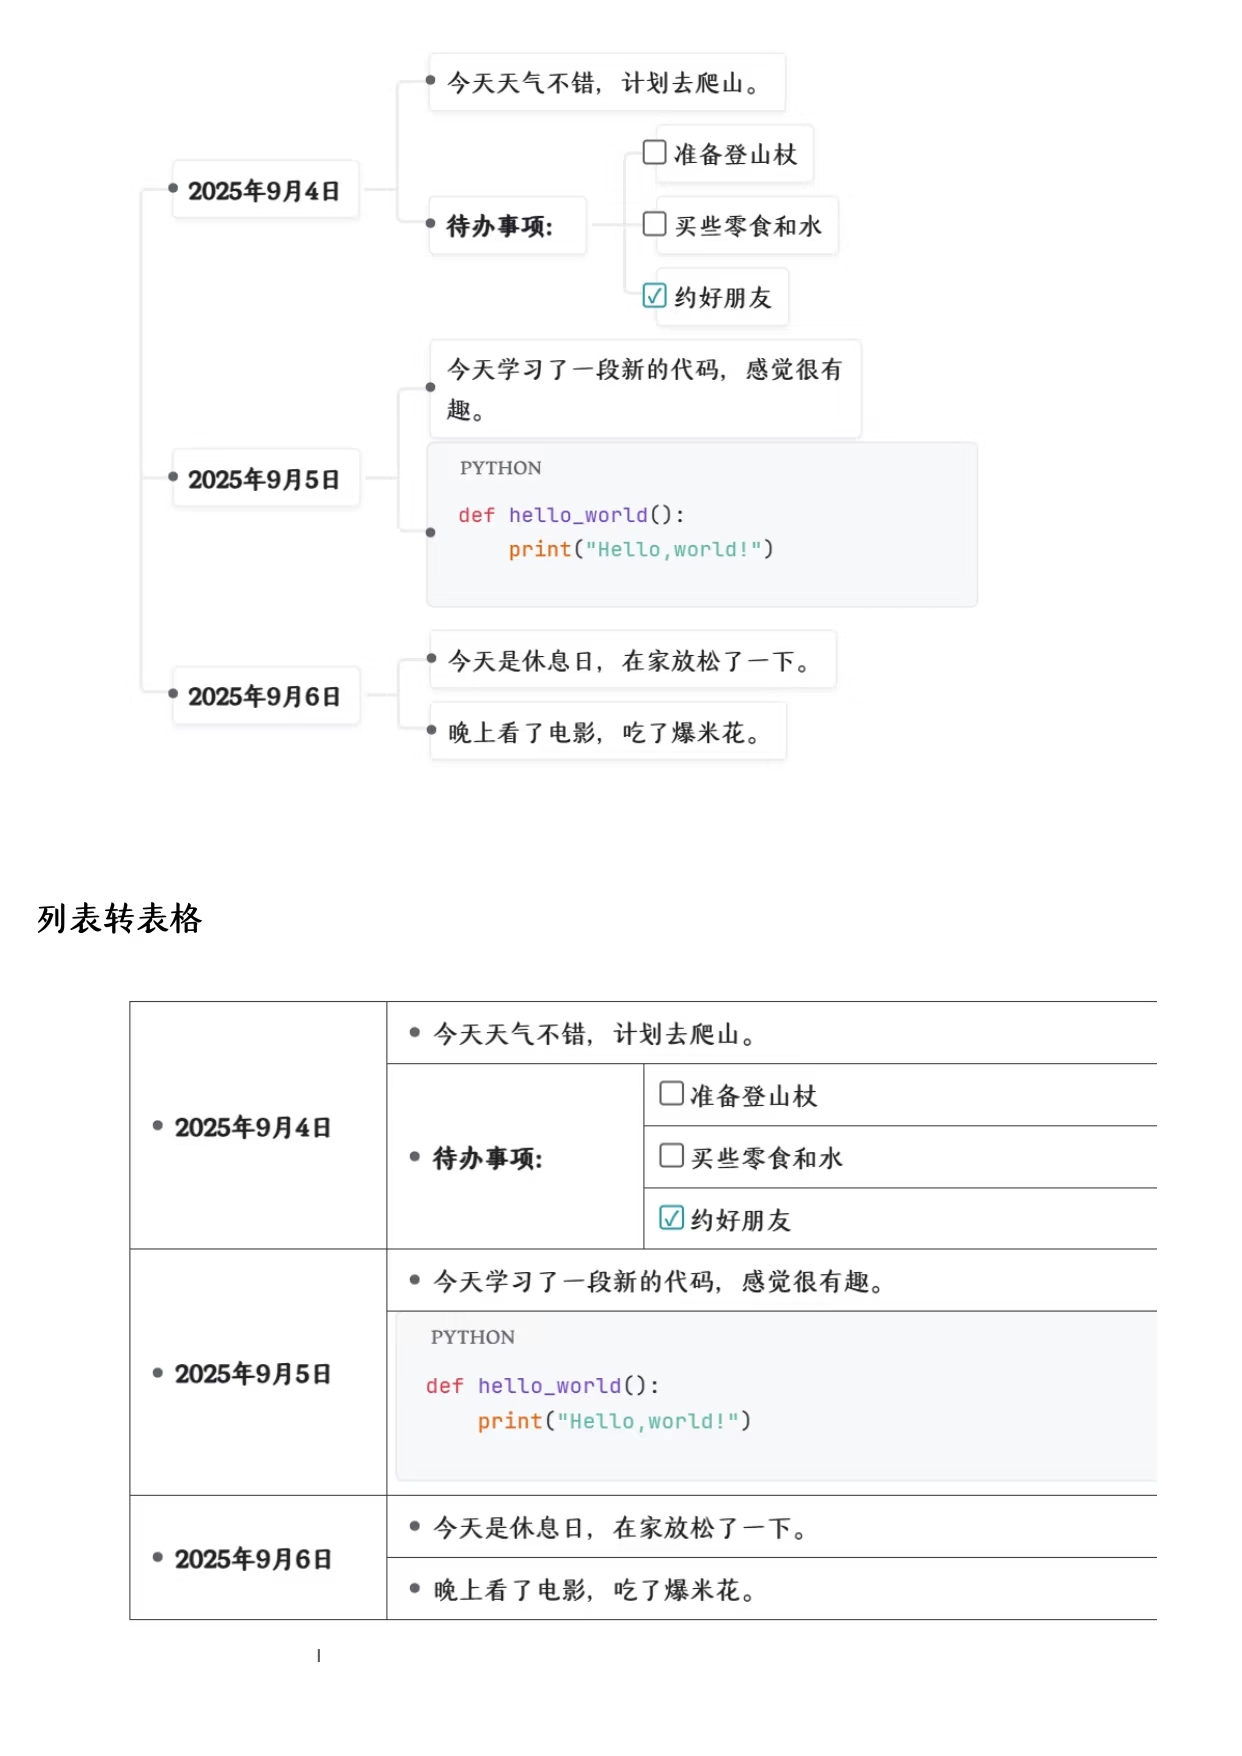 今天天气不错，计划去爬山。
准备登山杖
2025年9月4日
待办事项:
买些零食和水
约好朋友
今天学习了一段新的代码，感觉很有
趣。
2025年9月5日
PYTHON
def hello_world():
    print("Hello,world!")
今天是休息日，在家放松了一下。
2025年9月6日
晚上看了电影，吃了爆米花。
列表转表格
今天天气不错，计划去爬山。
2025年9月4日
待办事项:
准备登山杖
买些零食和水
约好朋友
今天学习了一段新的代码，感觉很有趣。
2025年9月5日
PYTHON
def hello_world():
    print("Hello,world!")
今天是休息日，在家放松了一下。
2025年9月6日
晚上看了电影，吃了爆米花。